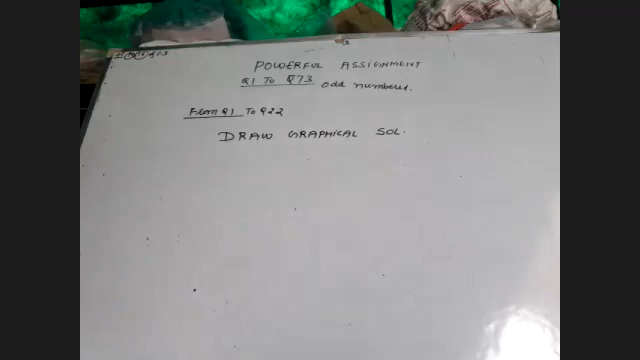 POWERFUL ASSIGNMENT
Q1 To Q73 odd numbers.
From Q1 To Q22
DRAW GRAPHICAL SOL.